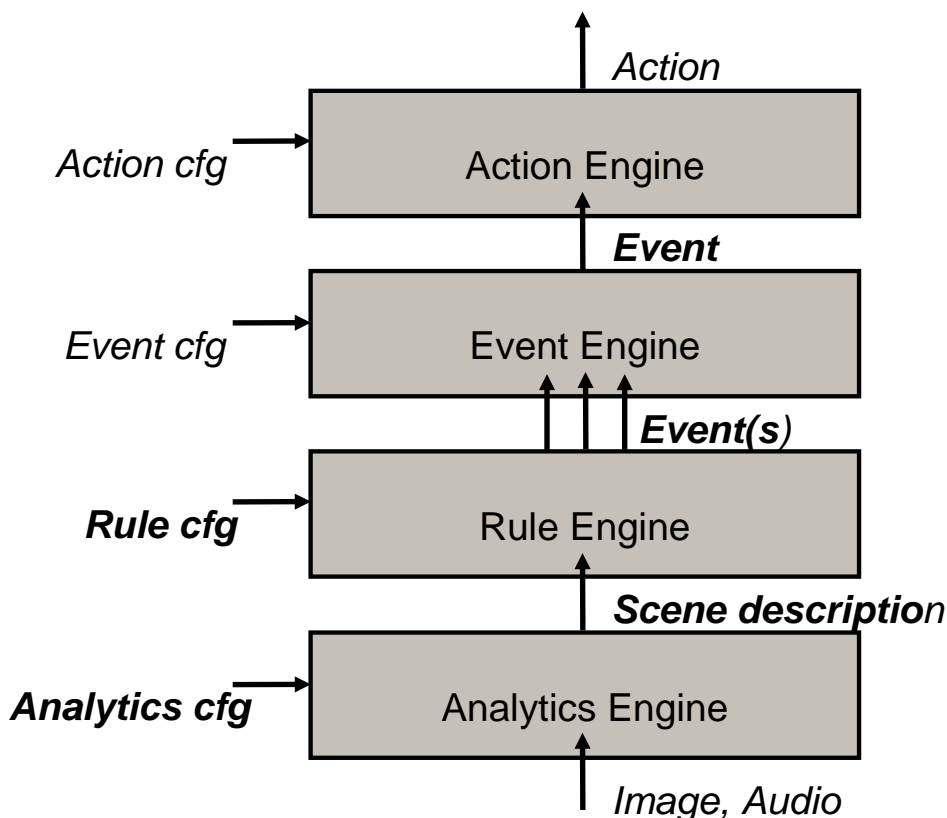 Action
Action cfg
Action Engine
Event
Event cfg
Event Engine
Event(s)
Rule cfg
Rule Engine
Scene description
Analytics cfg
Analytics Engine
Image, Audio